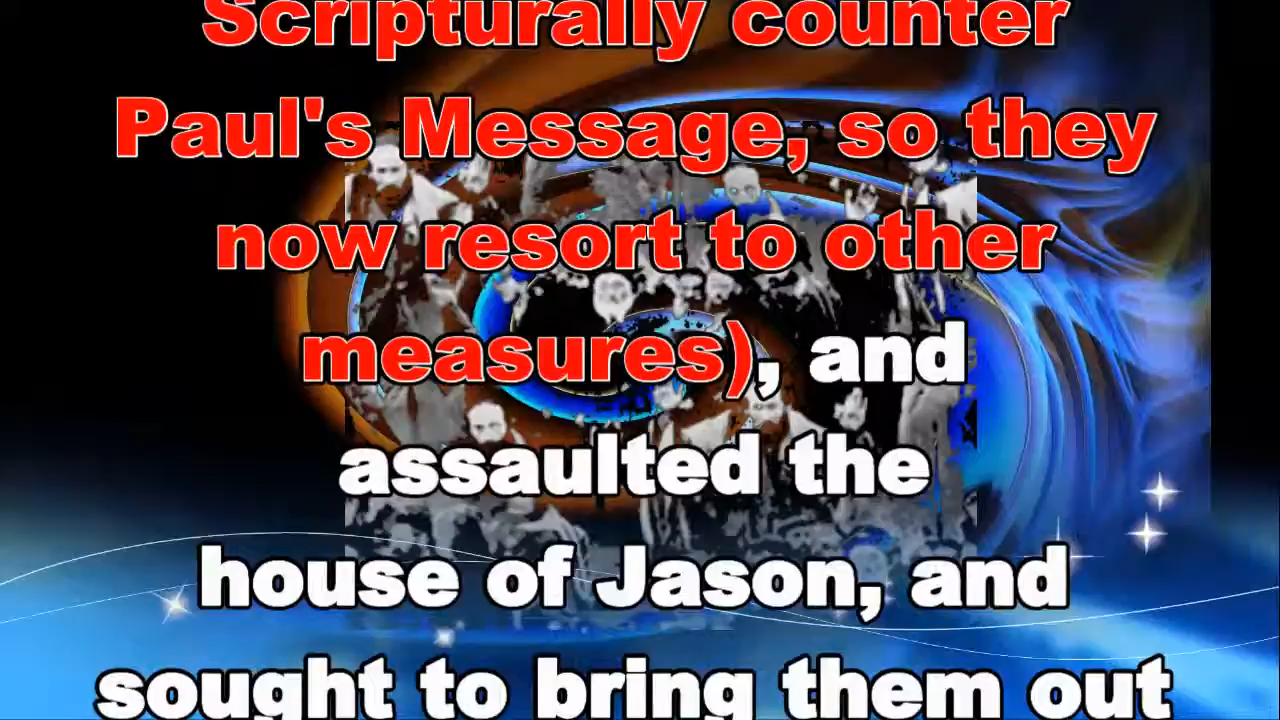 Scripturally counter
Paul's Message, so they
now resort to other
measures), and
assaulted the
house of Jason, and
sought to bring them out